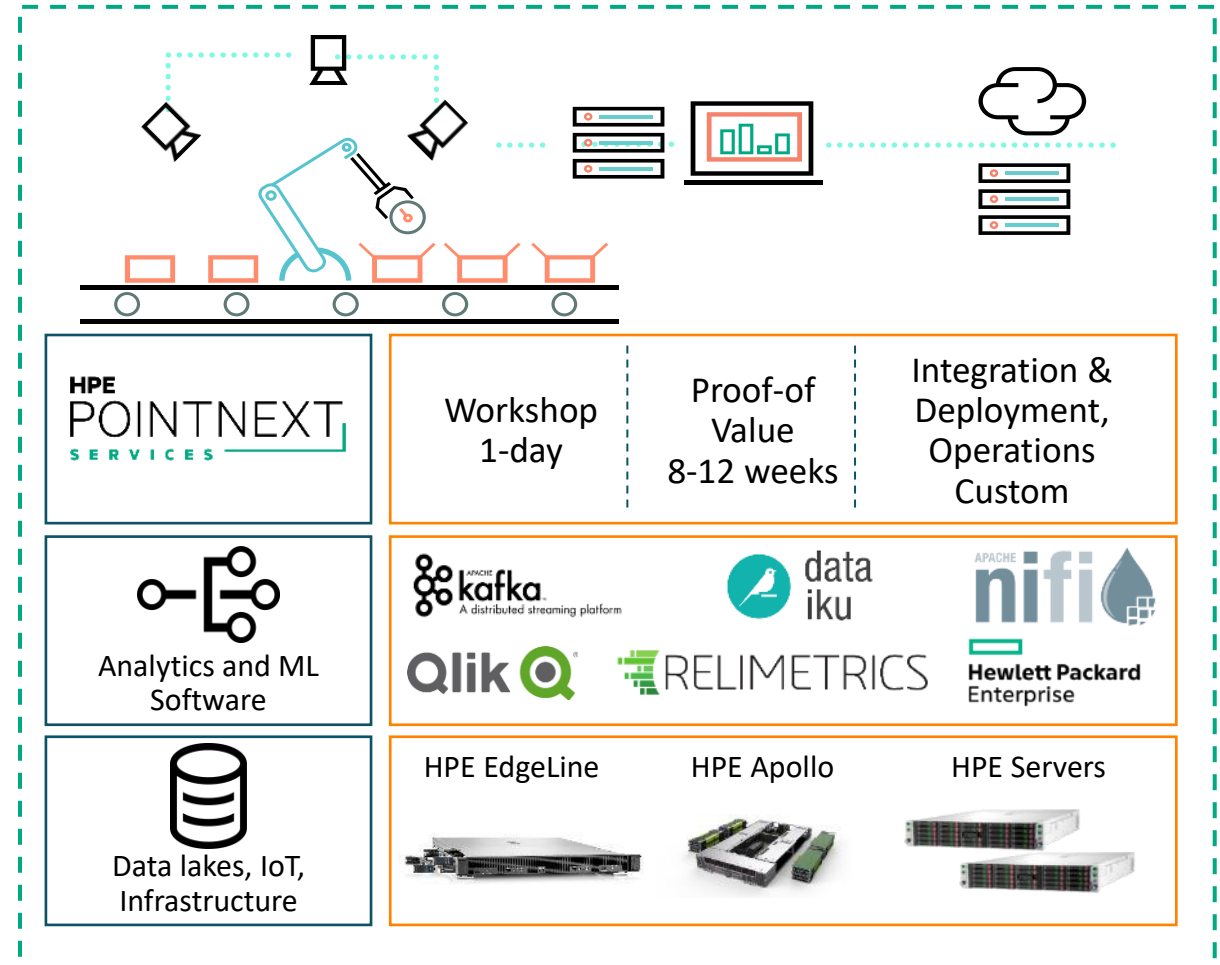 HPE
POINTNEXT
SERVICES
Workshop
1-day
Proof-of
Value
8-12 weeks
Integration &
Deployment,
Operations
Custom
Analytics and ML
Software
APACHE
kafka
A distributed streaming platform
data
iku
APACHE
nifi
Qlik
RELIMETRICS
Hewlett Packard
Enterprise
Data lakes, IoT,
Infrastructure
HPE EdgeLine
HPE Apollo
HPE Servers